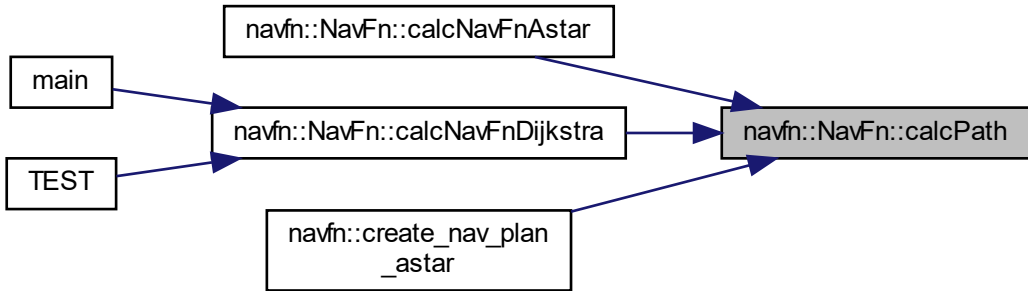 navfn::NavFn::calcNavFnAstar
main
navfn::NavFn::calcNavFnDijkstra
navfn::NavFn::calcPath
TEST
navfn::create_nav_plan
_astar